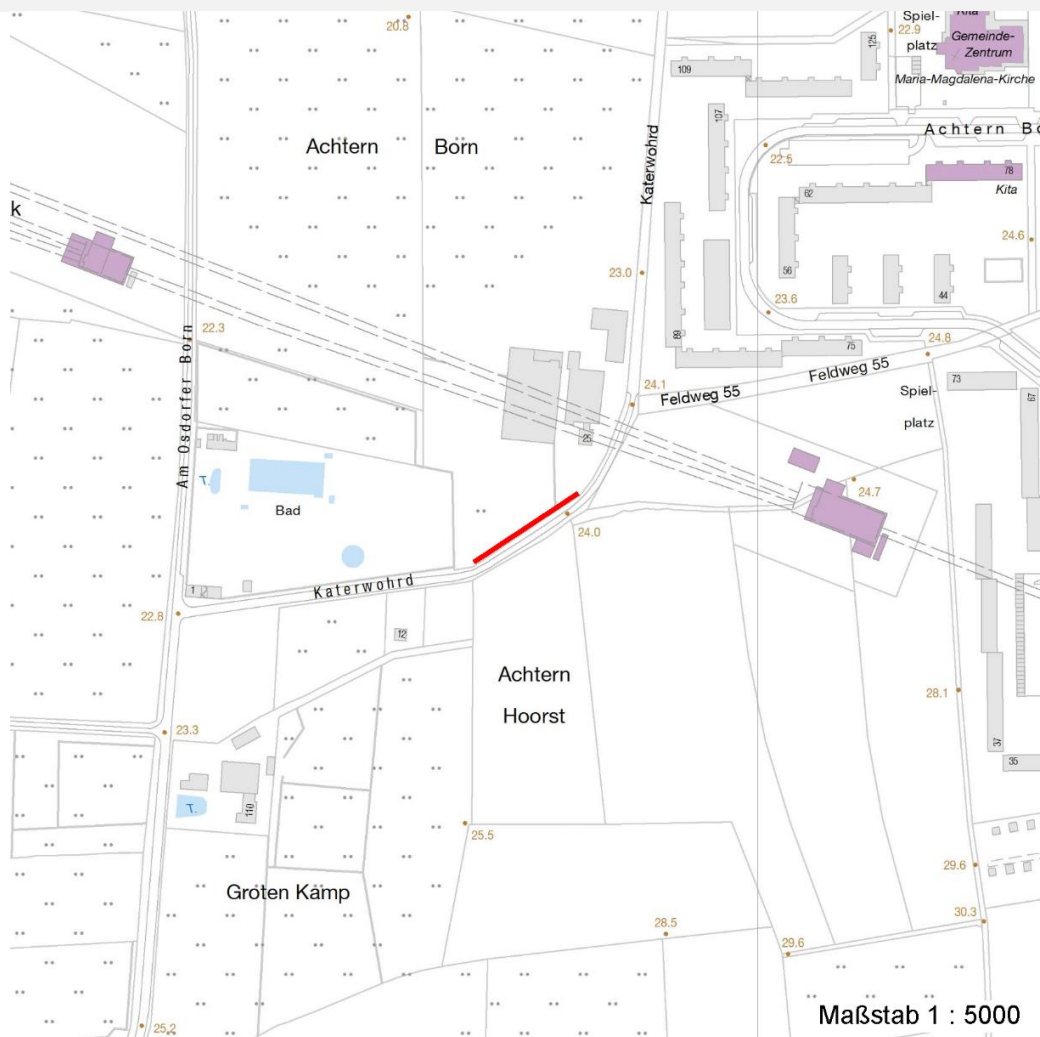 20.8
Kita
Spiel-
platz
22.9
125
Gemeinde-
Zentrum
Maria-Magdalena-Kirche
109
107
Achtern Bo
Achtern Born
Katerwohrd
22.5
78
Kita
62
k
24.6
56
44
23.0
23.6
22.3
Am Osdorfer Born
89
75
24.8
24.1
Feldweg 55
Feldweg 55
73
67
Spiel-
platz
T.
Bad
24.7
24.0
1
Katerwohrd
22.8
12
Achtern
Hoorst
28.1
23.3
37
35
110
T.
25.5
29.6
Groten Kamp
28.5
30.3
29.6
25.2
Maßstab 1 : 5000